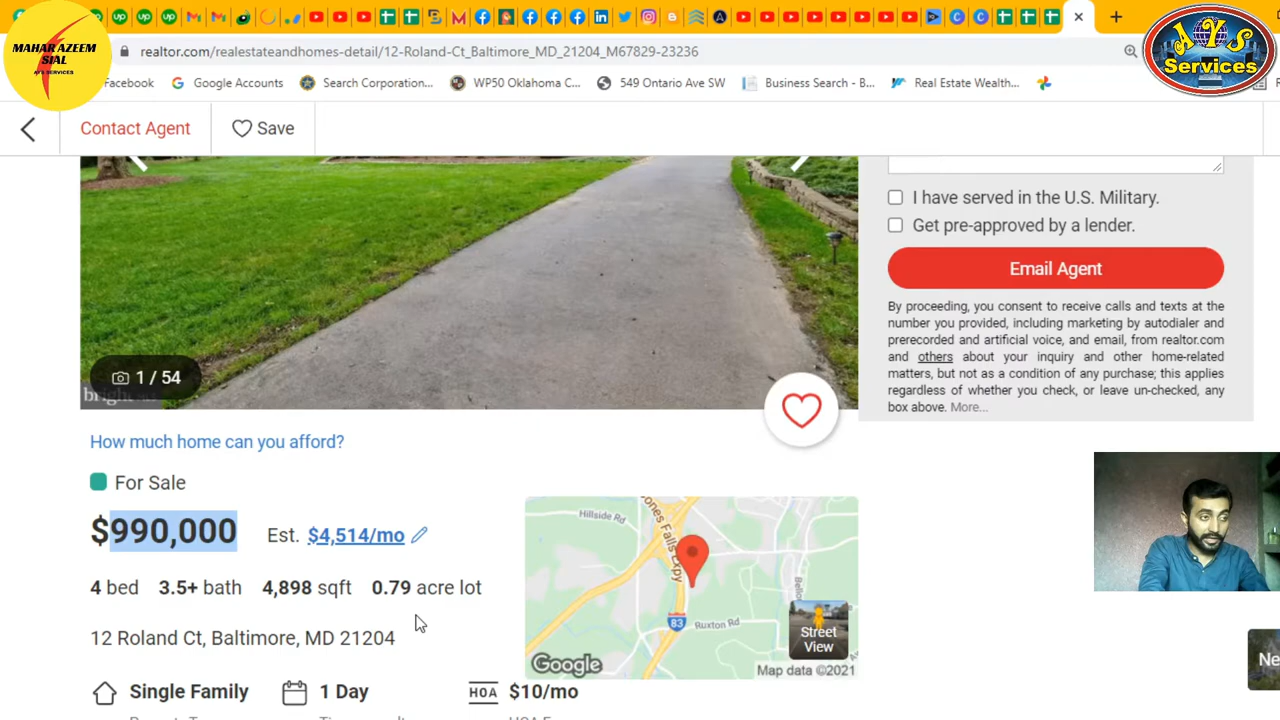 MAHAR AZEEM
SIAL
AYS SERVICES
realtor.com/realestateandhomes-detail/12-Roland-Ct_Baltimore_MD_21204_M67829-23236
AYS
Services
Facebook
Google Accounts
Search Corporation...
WP50 Oklahoma C...
549 Ontario Ave SW
Business Search - B...
Real Estate Wealth...
Contact Agent
Save
I have served in the U.S. Military.
Get pre-approved by a lender.
Email Agent
By proceeding, you consent to receive calls and texts at the
number you provided, including marketing by autodialer and
prerecorded and artificial voice, and email, from realtor.com
and others about your inquiry and other home-related
matters, but not as a condition of any purchase; this applies
regardless of whether you check, or leave un-checked, any
box above. More...
1 / 54
How much home can you afford?
For Sale
$990,000
Est. $4,514/mo
4 bed 3.5+ bath 4,898 sqft 0.79 acre lot
12 Roland Ct, Baltimore, MD 21204
Single Family
1 Day
HOA
$10/mo
Hillside Rd
Jones Falls Expy
83
Ruxton Rd
Street
View
Google
Map data ©2021
Ne